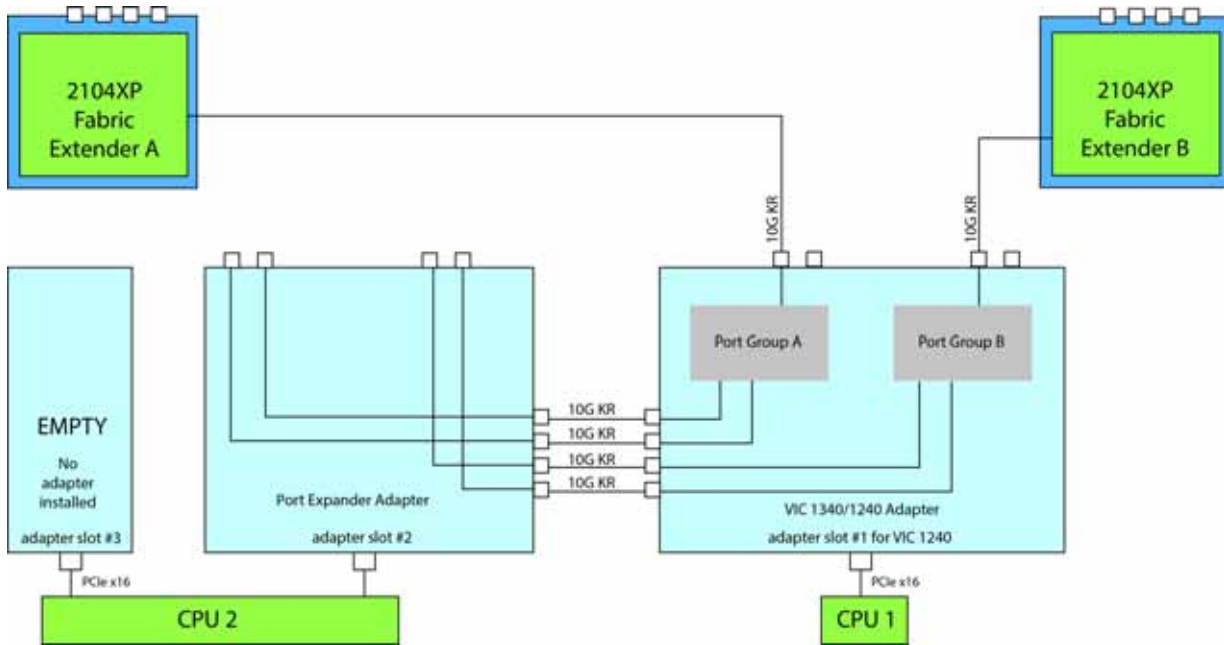 2104XP
Fabric
Extender A
2104XP
Fabric
Extender B
10G KR
10G KR
Port Group A
Port Group B
10G KR
10G KR
10G KR
10G KR
EMPTY
No
adapter
installed
adapter slot #3
Port Expander Adapter
adapter slot #2
VIC 1340/1240 Adapter
adapter slot #1 for VIC 1240
PCIe x16
PCIe x16
CPU 2
CPU 1